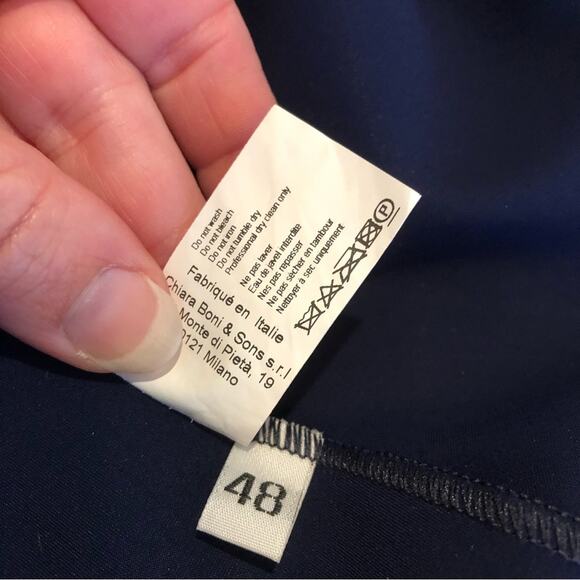 Do not wash
Do not bleach
Do not iron
Do not tumble dry
Professional dry clean only
Ne pas laver
Eau de javel interdite
Nes pas repasser
Ne pas sécher en tambour
Nettoyer à sec uniquement
P
Fabriqué en Italie
Chiara Boni & Sons s.r.l
Monte di Pietà, 19
Milano
48